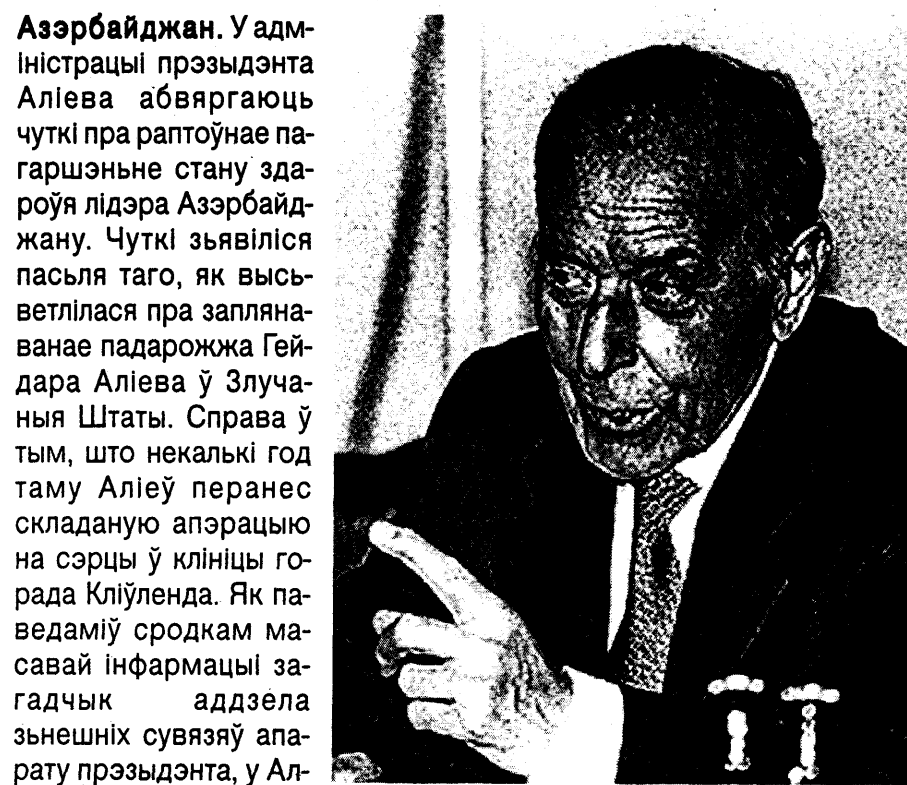 Азэрбайджан. У адм-
іністрацыі прэзыдэнта
Аліева абвяргаюць
чуткі пра раптоўнае па-
гаршэньне стану зда-
роўя лідэра Азэрбайд-
жану. Чуткі зьявіліся
пасьля таго, як высь-
ветлілася пра запляна-
ванае падарожжа Гей-
дара Аліева ў Злуча-
ныя Штаты. Справа ў
тым, што некалькі год
таму Аліеў перанес
складаную апэрацыю
на сэрцы ў клініцы го-
рада Кліўленда. Як па-
ведаміў сродкам ма-
савай інфармацыі за-
гадчык аддзела
зьнешніх сувязяў апа-
рату прэзыдэнта, у Ал-